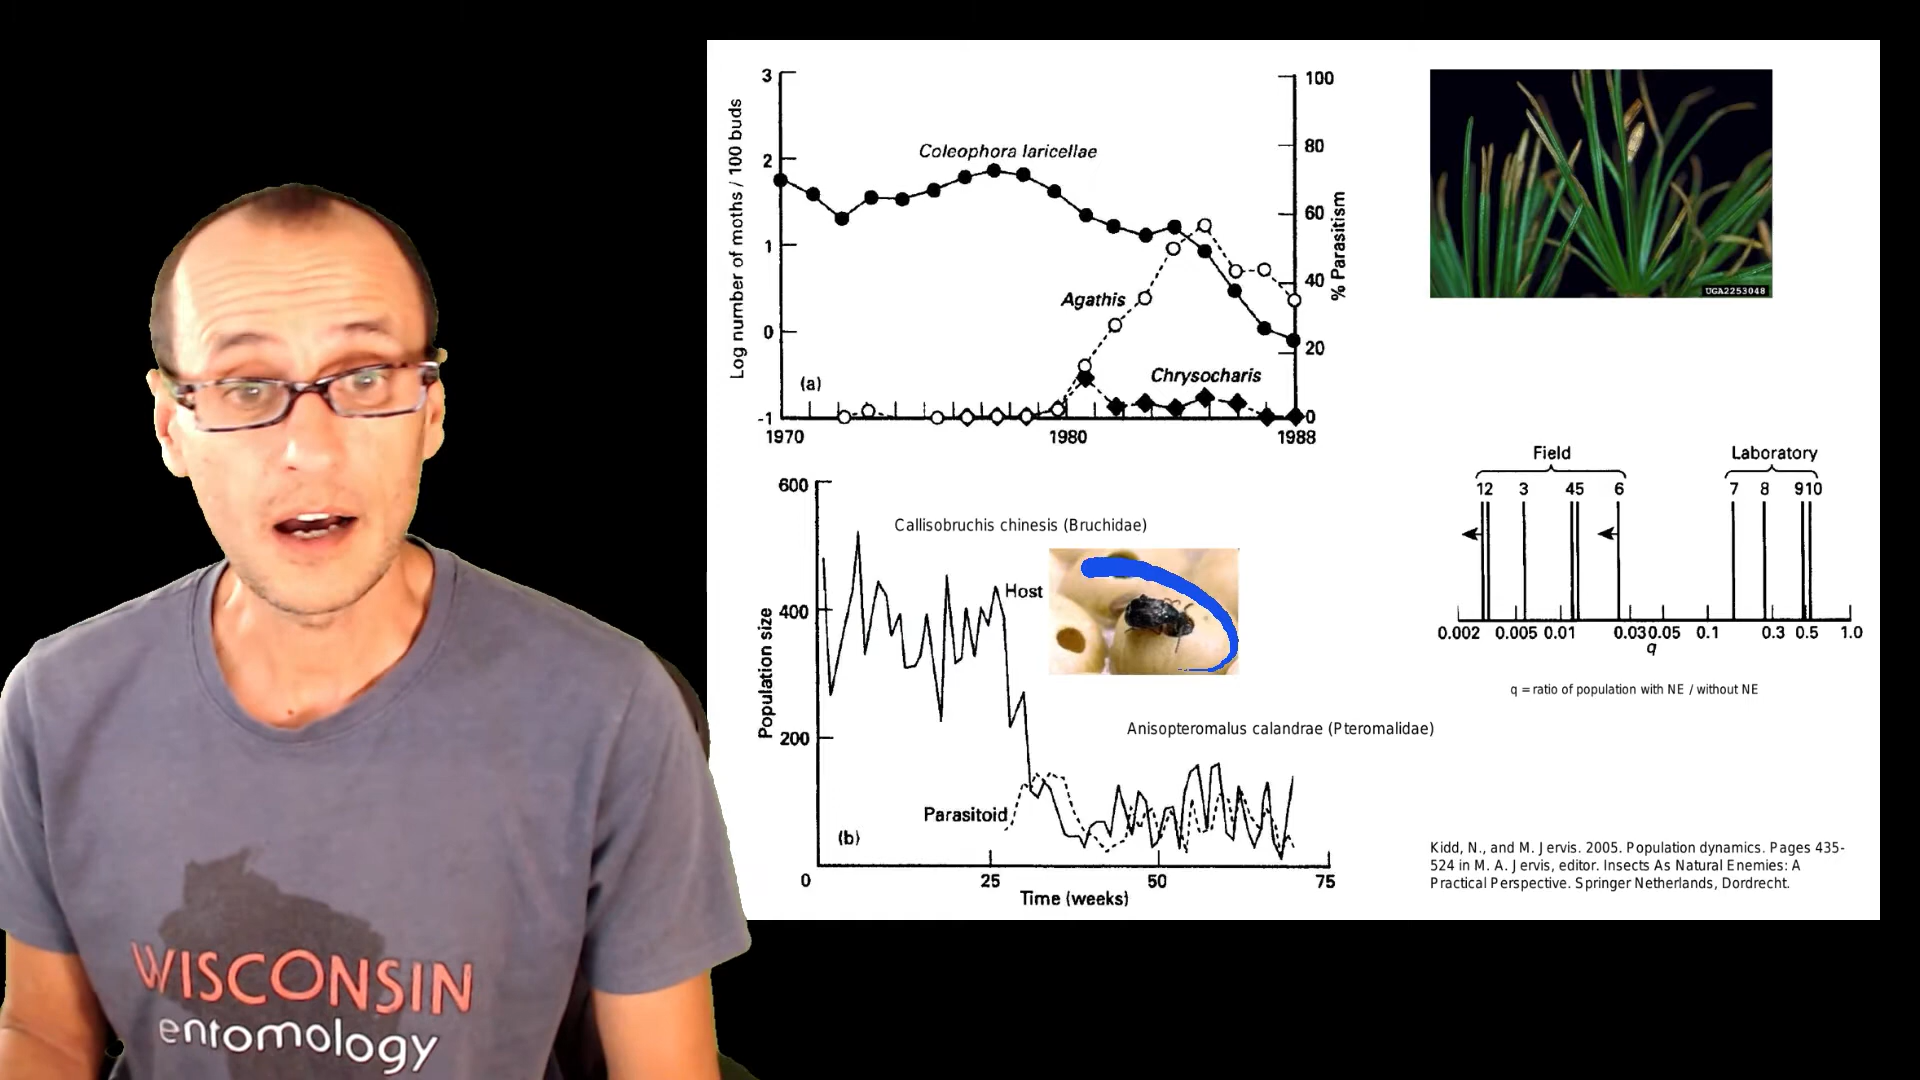 WISCONSIN
entomology
3
2
1
0
-1
Log number of moths / 100 buds
Coleophora laricellae
Agathis
Chrysocharis
(a)
1970
1980
1988
100
80
60
40
20
0
% Parasitism
UGA2253048
600
400
200
0
Population size
Callisobruchis chinesis (Bruchidae)
Host
Anisopteromalus calandrae (Pteromalidae)
Parasitoid
(b)
25
50
75
Time (weeks)
Field
Laboratory
12 3 45 6 7 8 910
0.002 0.005 0.01 0.030.05 0.1 0.3 0.5 1.0
q
q = ratio of population with NE / without NE
Kidd, N., and M. Jervis. 2005. Population dynamics. Pages 435-
524 in M. A. Jervis, editor. Insects As Natural Enemies: A
Practical Perspective. Springer Netherlands, Dordrecht.